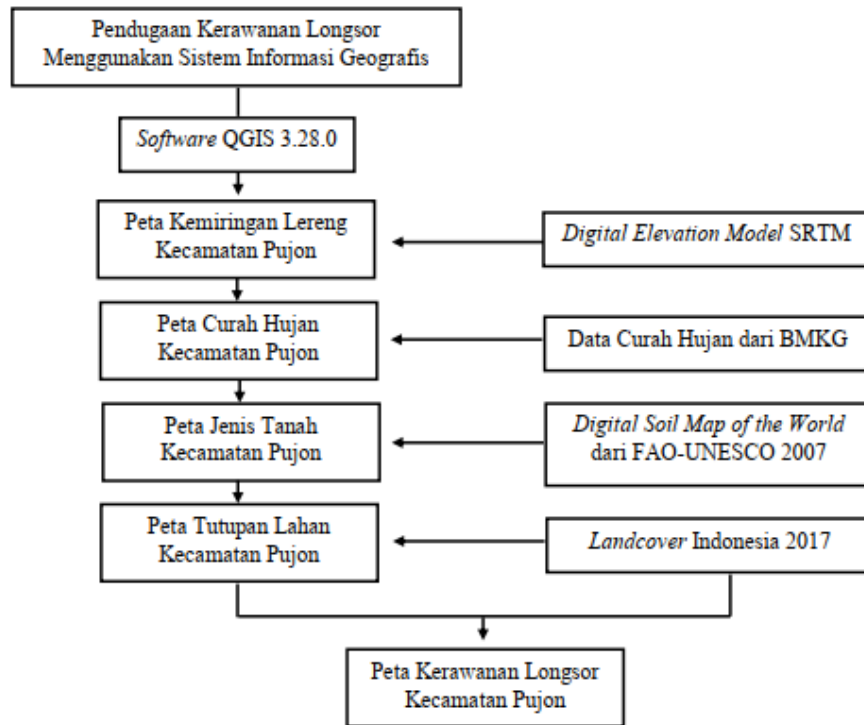 Pendugaan Kerawanan Longsor
Menggunakan Sistem Informasi Geografis
Software QGIS 3.28.0
Peta Kemiringan Lereng
Kecamatan Pujon
Digital Elevation Model SRTM
Peta Curah Hujan
Kecamatan Pujon
Data Curah Hujan dari BMKG
Peta Jenis Tanah
Kecamatan Pujon
Digital Soil Map of the World
dari FAO-UNESCO 2007
Peta Tutupan Lahan
Kecamatan Pujon
Landcover Indonesia 2017
Peta Kerawanan Longsor
Kecamatan Pujon